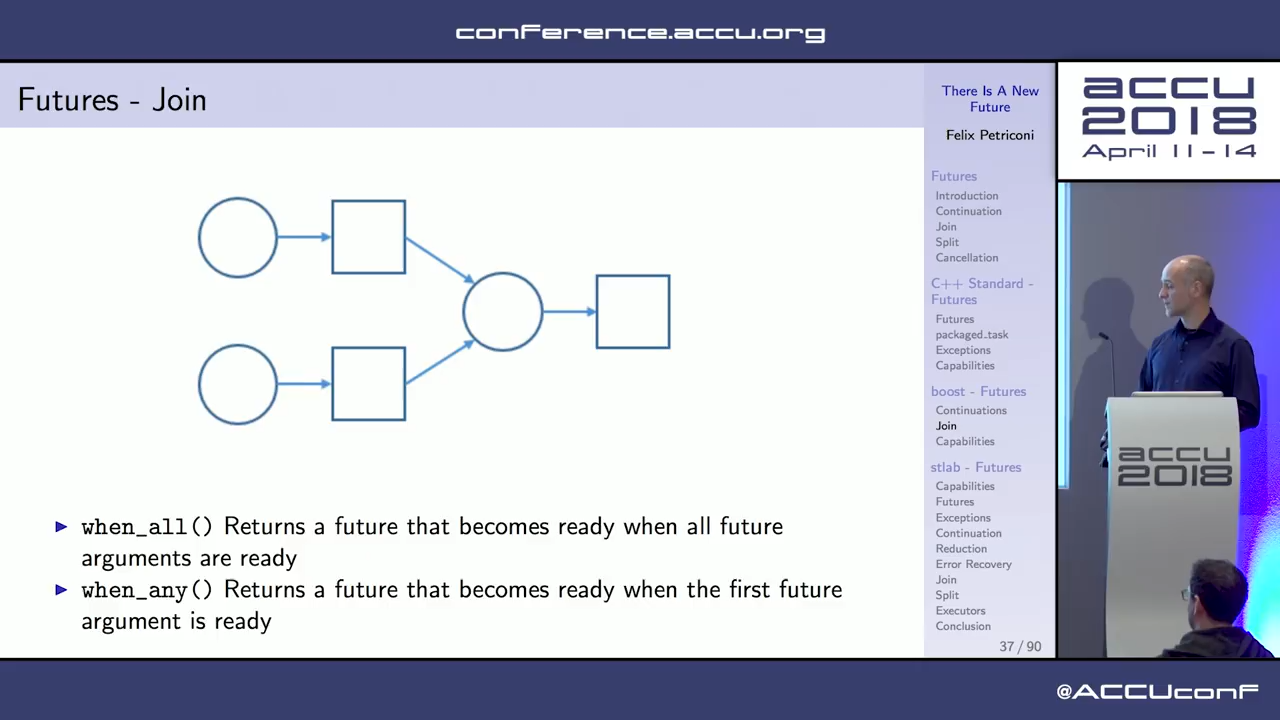 conference.accu.org
Futures - Join
when_all() Returns a future that becomes ready when all future
arguments are ready
when_any() Returns a future that becomes ready when the first future
argument is ready
There Is A New
Future
Felix Petriconi
Futures
Introduction
Continuation
Join
Split
Cancellation
C++ Standard -
Futures
Futures
packaged_task
Exceptions
Capabilities
boost - Futures
Continuations
Join
Capabilities
stlab - Futures
Capabilities
Futures
Exceptions
Continuation
Reduction
Error Recovery
Join
Split
Executors
Conclusion
37 / 90
accu
2018
April 11-14
accu
2018
@ACCUconf